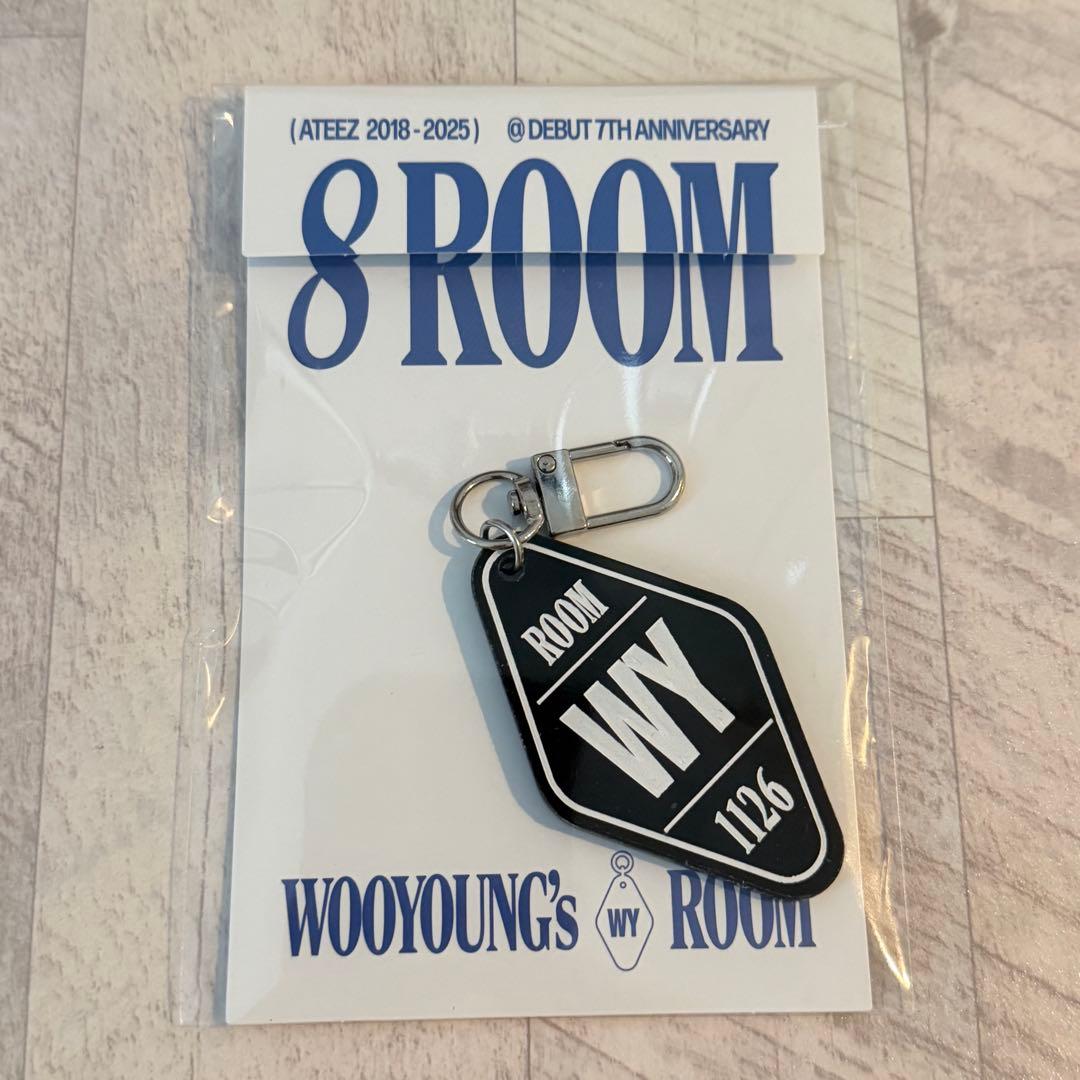 (ATEEZ 2018-2025) @DEBUT 7TH ANNIVERSARY
8 ROOM
ROOM
WY
1126
WOOYOUNG's WY ROOM